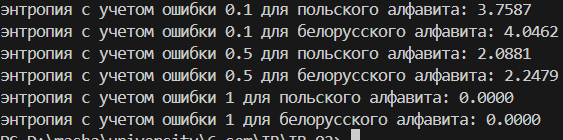 энтропия с учетом ошибки 0.1 для польского алфавита: 3.7587
энтропия с учетом ошибки 0.1 для белорусского алфавита: 4.0462
энтропия с учетом ошибки 0.5 для польского алфавита: 2.0881
энтропия с учетом ошибки 0.5 для белорусского алфавита: 2.2479
энтропия с учетом ошибки 1 для польского алфавита: 0.0000
энтропия с учетом ошибки 1 для белорусского алфавита: 0.0000